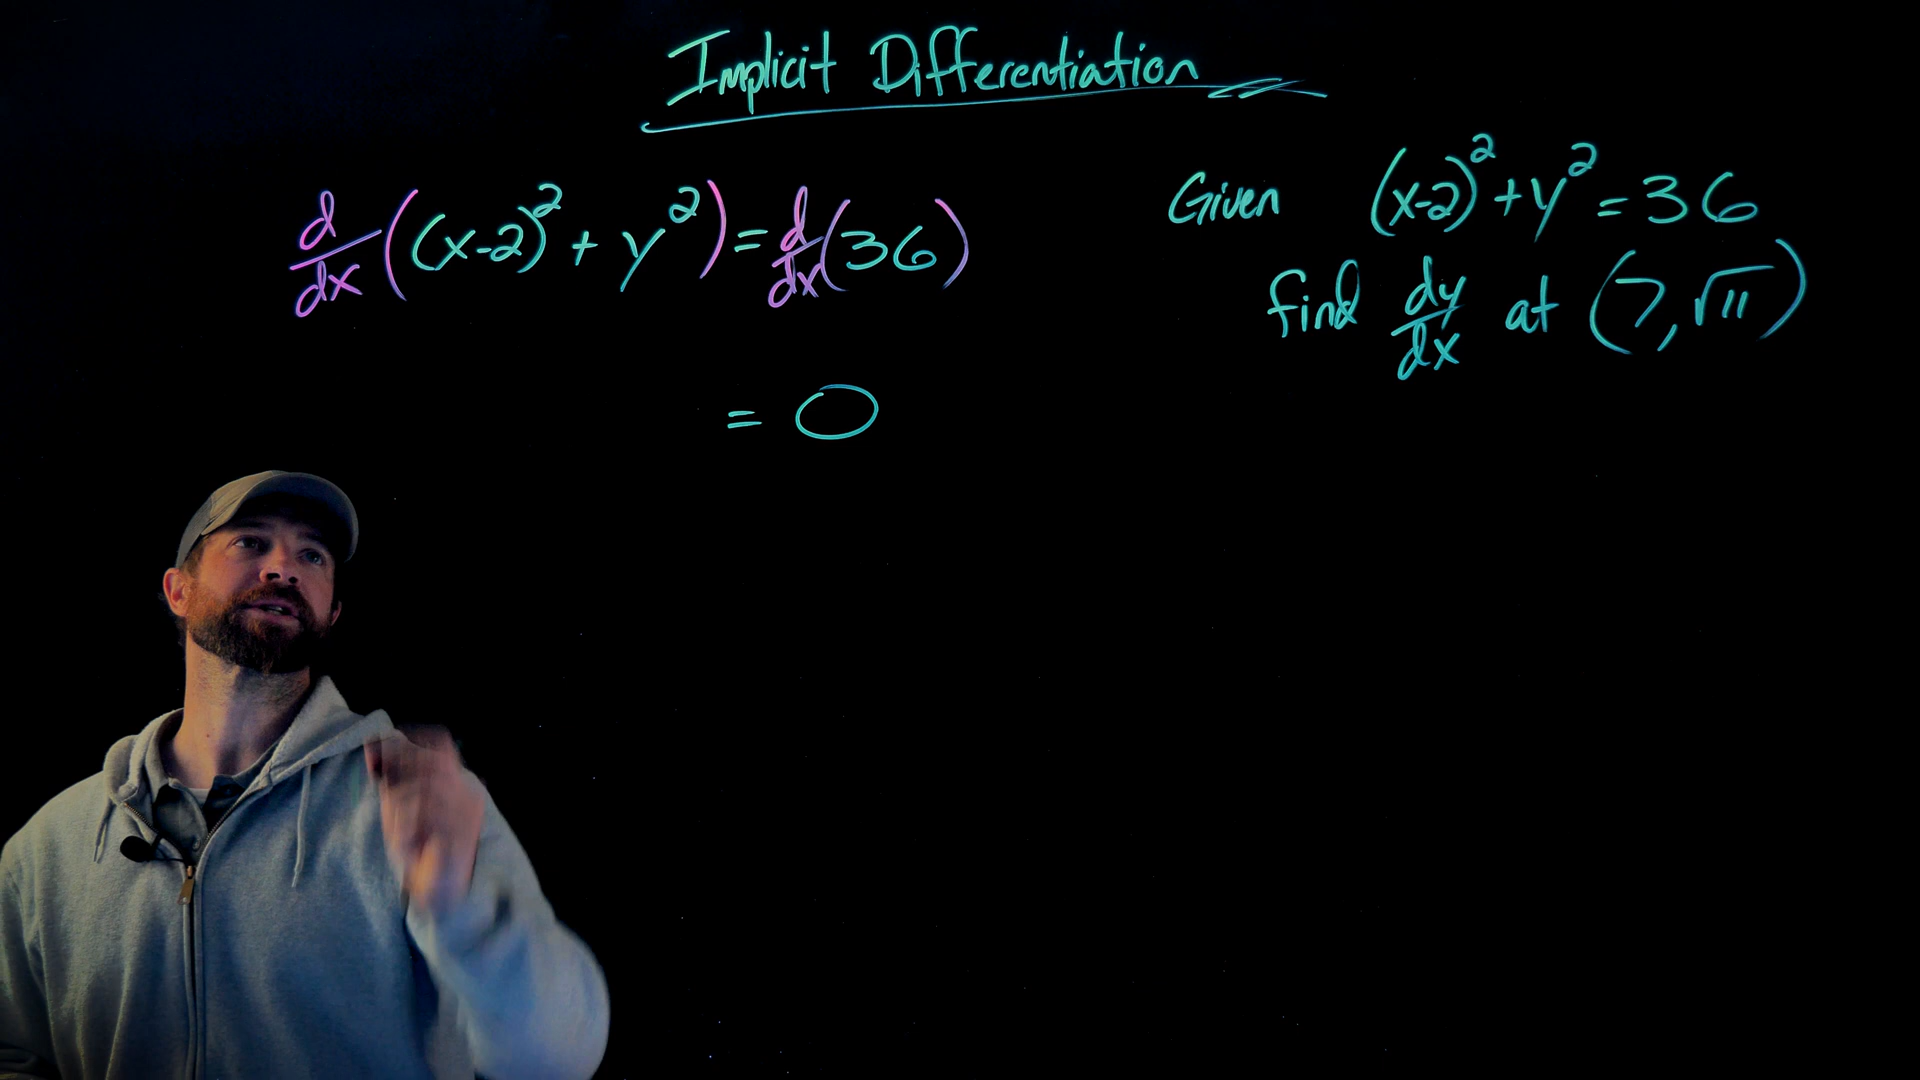 Implicit Differentiation
d/dx((x-2)² + y²) = d/dx(36)
= 0
Given (x-2)² + y² = 36
find dy/dx at (7, √11)